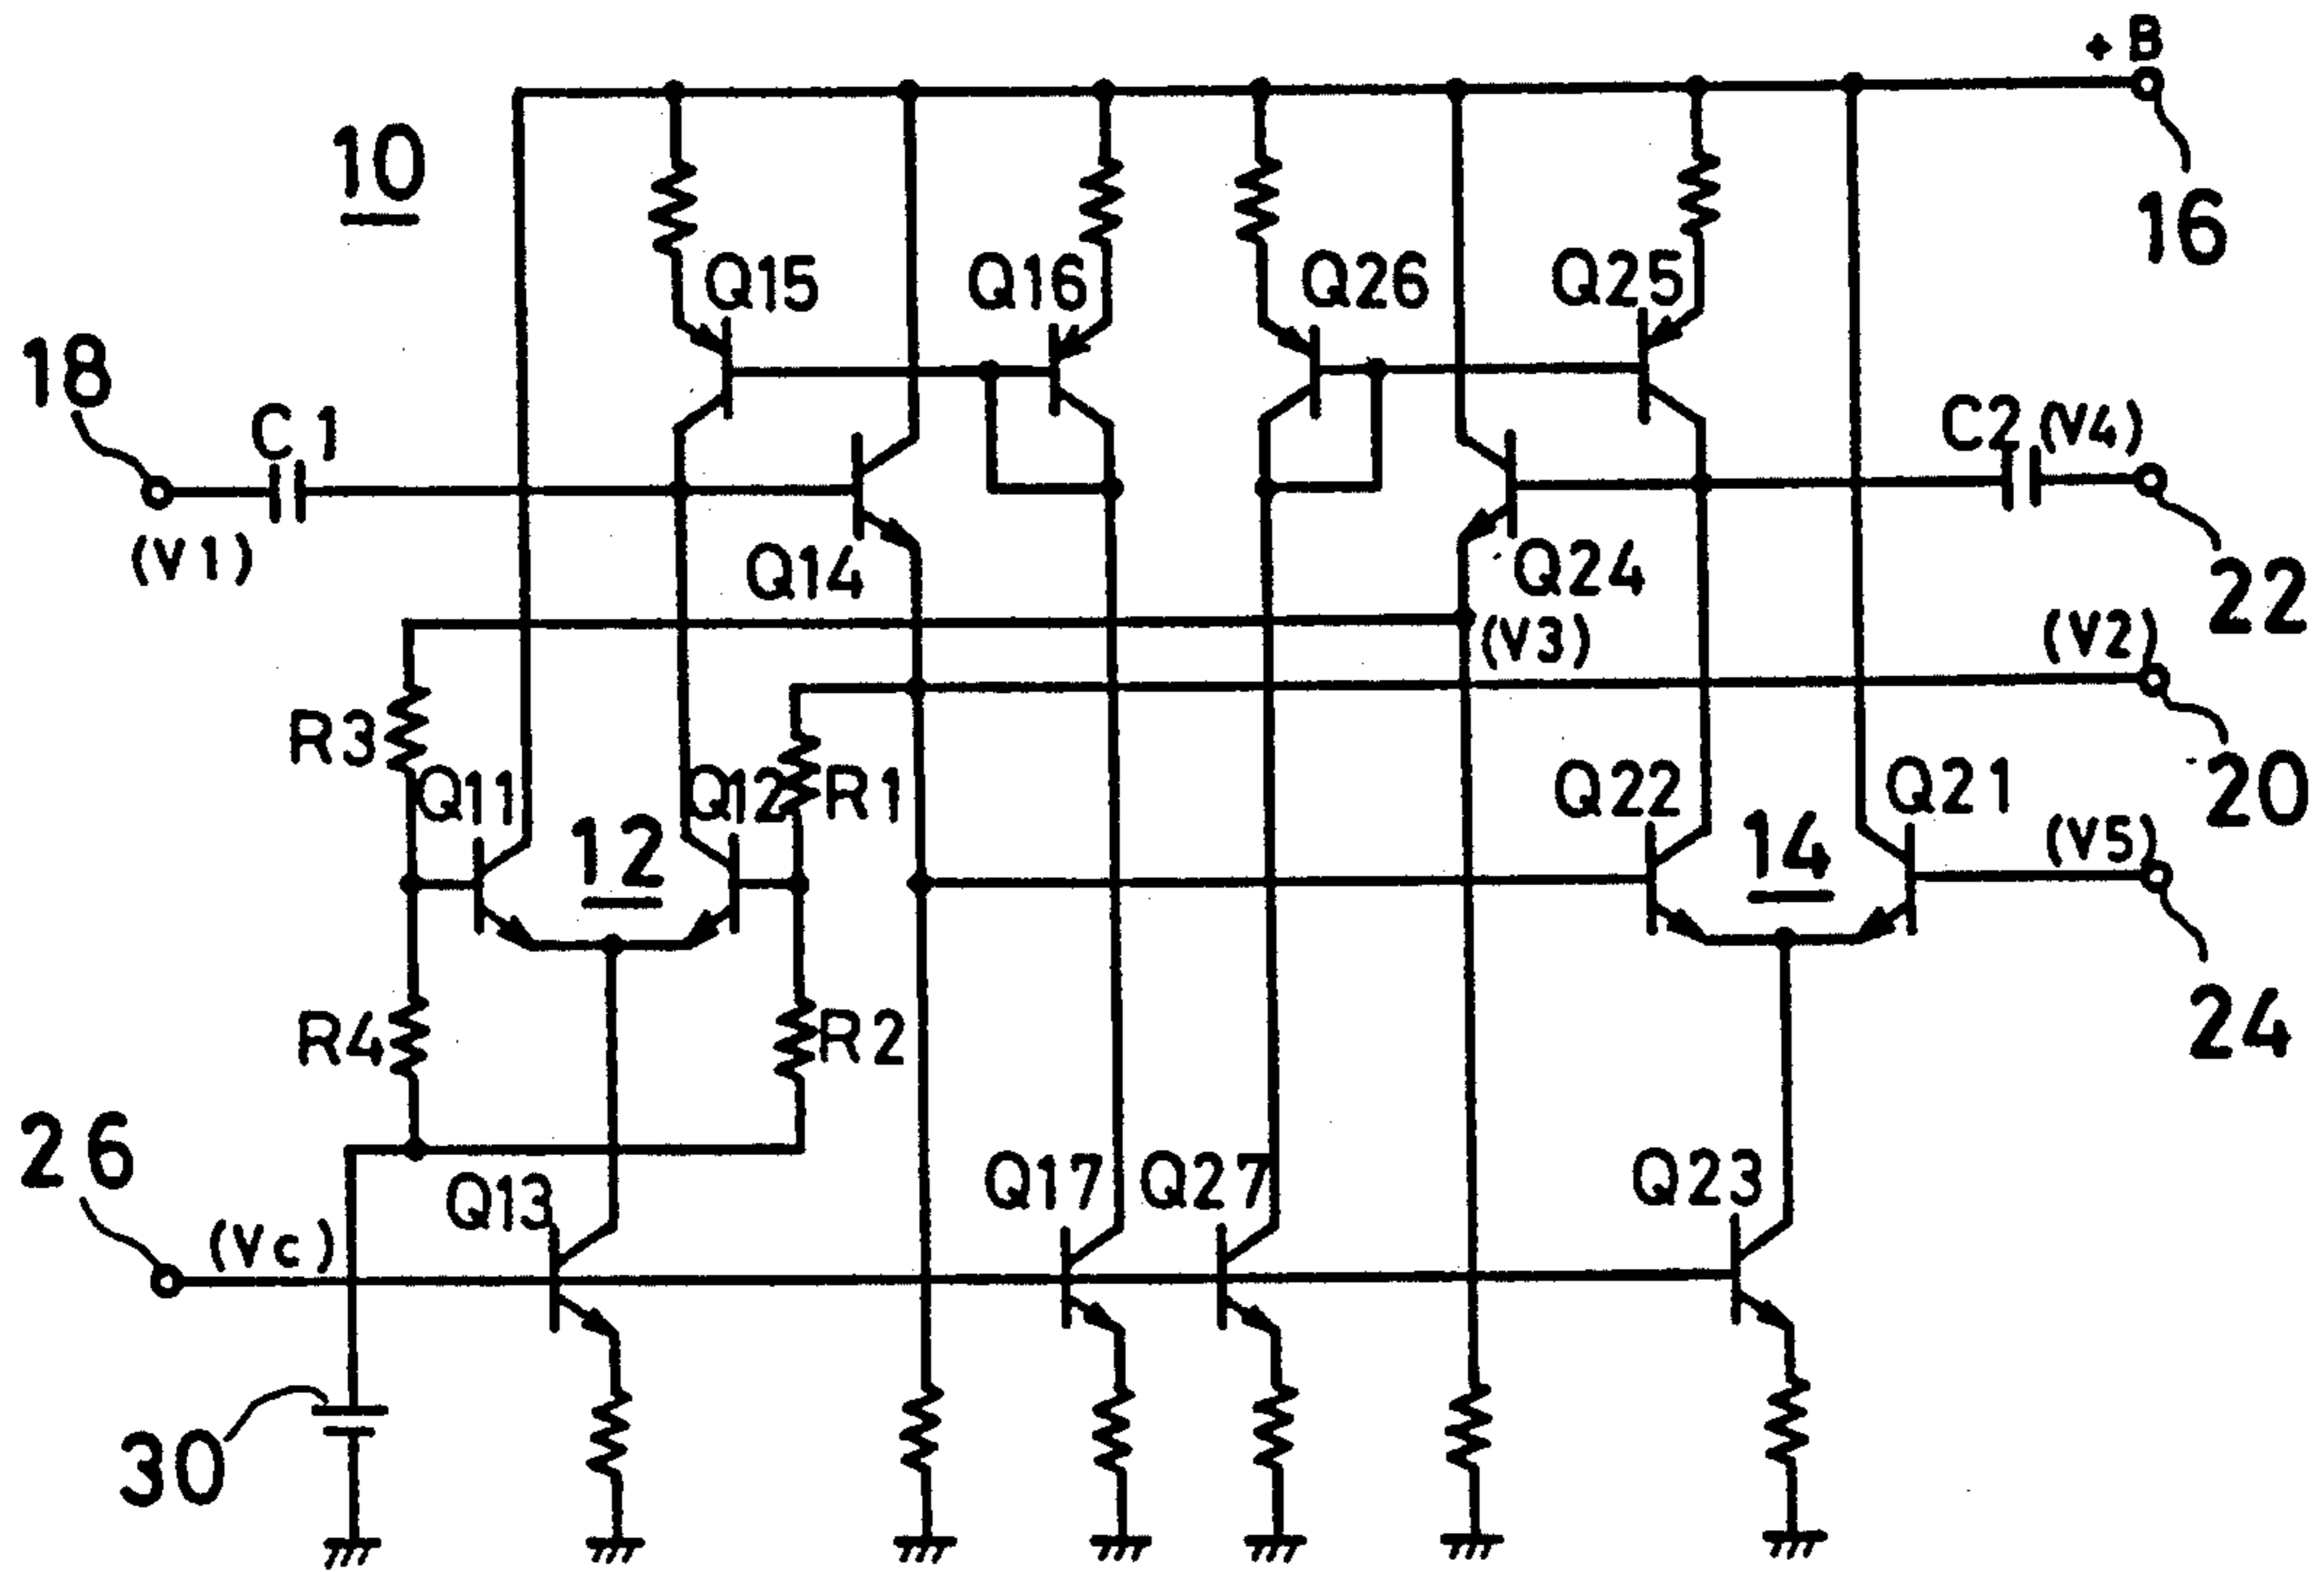 +B
10
16
Q15
Q16
Q26
Q25
18
C1
C2
(V4)
(V1)
Q14
Q24
22
(V3)
(V2)
R3
Q11
Q12
R1
Q22
Q21
20
12
14
(V5)
R4
R2
24
26
Q13
Q17
Q27
Q23
(Vc)
30